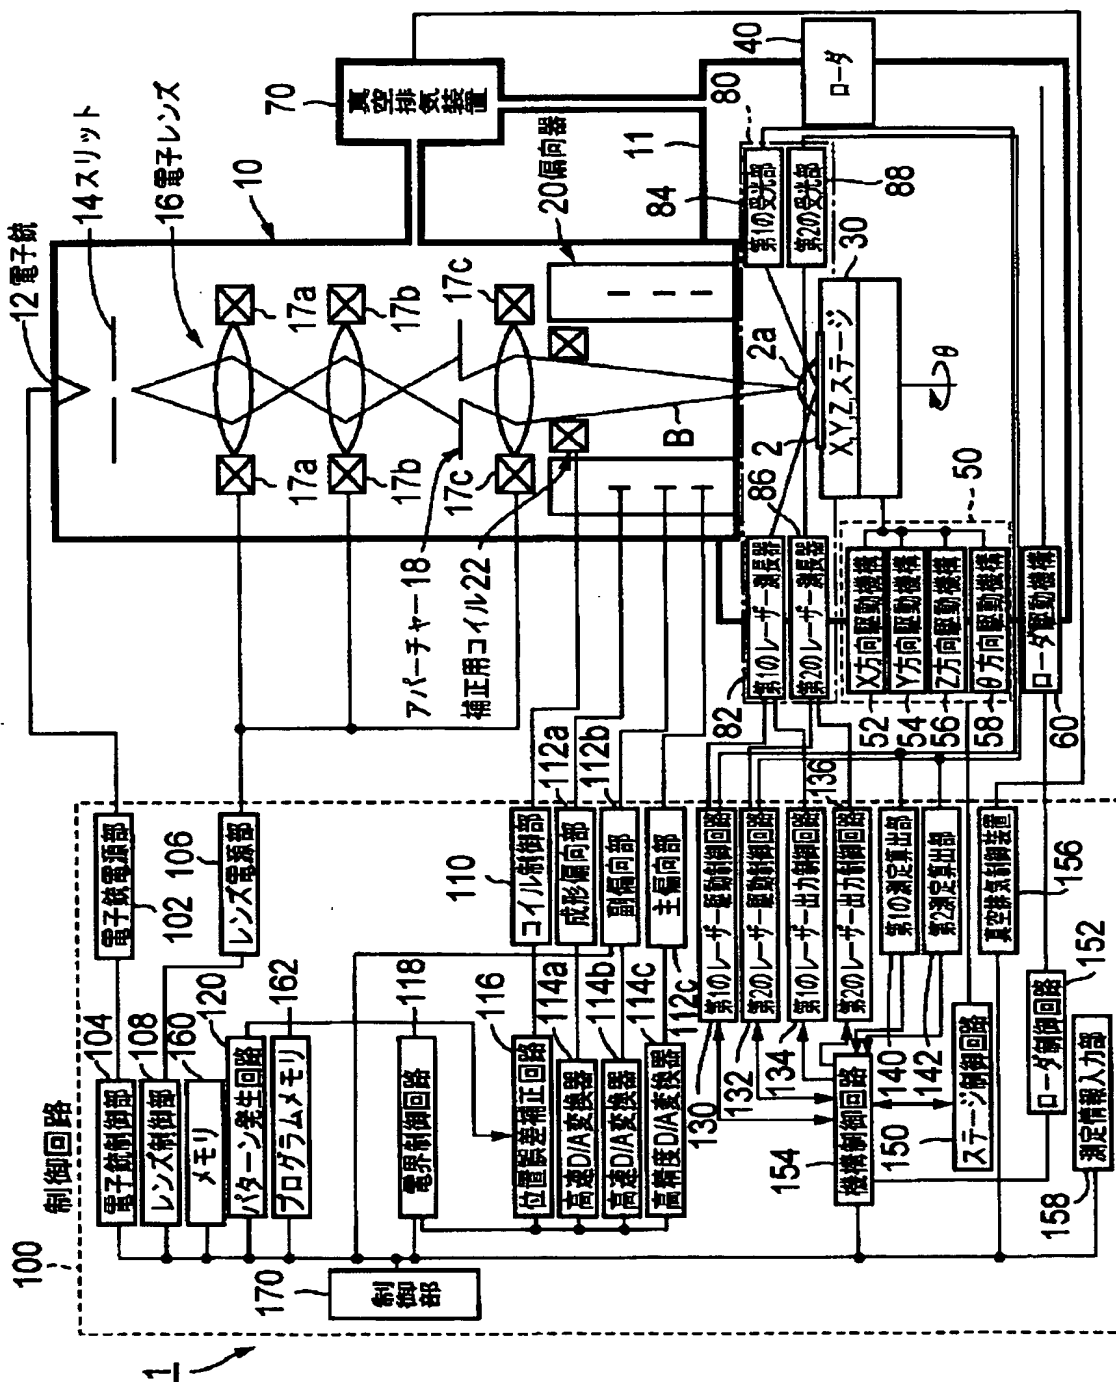 1
制御回路
100
制御部
170
電子銃制御部
104
レンズ制御部
108
メモリ
160
パターン発生回路
120
プログラムメモリ
162
電界制御回路
118
位置誤差補正回路
116
高速D/A変換器
114a
高速D/A変換器
114b
高精度D/A変換器
114c
電子銃電源部
102
レンズ電源部
106
コイル制御部
110
成形偏向部
112a
副偏向部
112b
主偏向部
112c
第1のレーザー駆動制御回路
130
第2のレーザー駆動制御回路
132
第1のレーザー出力制御回路
134
第2のレーザー出力制御回路
136
第1の測定算出部
140
第2測定算出部
142
機構制御回路
154
ステージ制御回路
150
ローダ制御回路
152
真空排気制御装置
156
測定情報入力部
158
12電子銃
14スリット
16電子レンズ
10
17a
17a
17b
17b
17c
17c
アパーチャー18
補正用コイル22
20偏向器
B
70
真空排気装置
11
40
ローダ
80
84
第1の受光部
第2の受光部
88
82
第1のレーザー測長器
86
第2のレーザー測長器
2
2a
30
X,Y,Zステージ
θ
50
X方向駆動機構
52
Y方向駆動機構
54
Z方向駆動機構
56
θ方向駆動機構
58
ローダ駆動機構
60